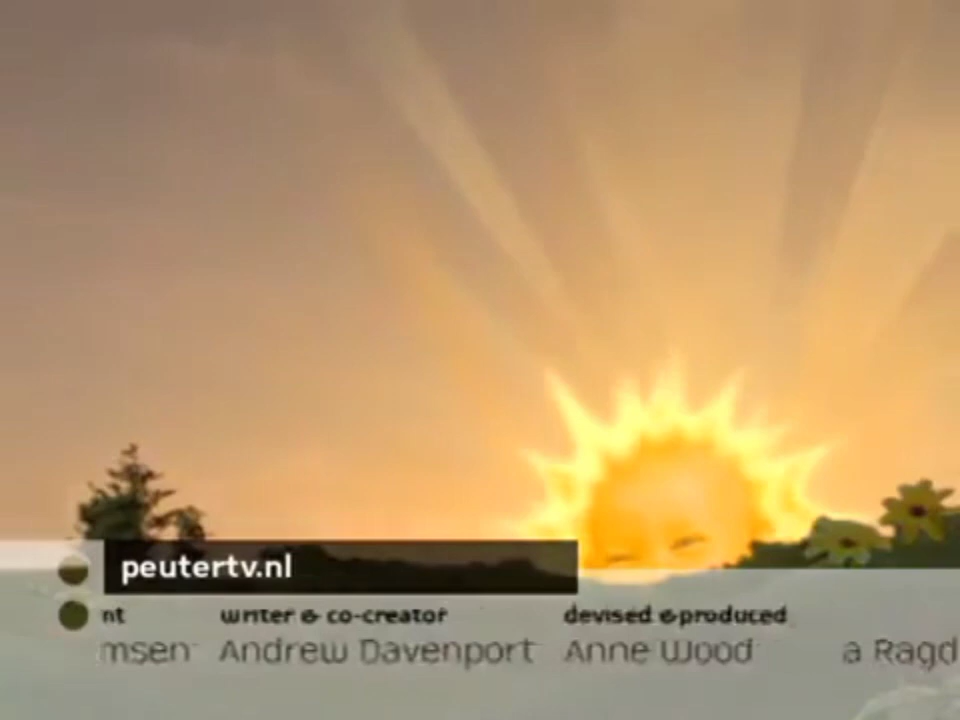 peutertv.nl
nt writer & co-creator devised & produced
msen Andrew Davenport Anne Wood a Ragd